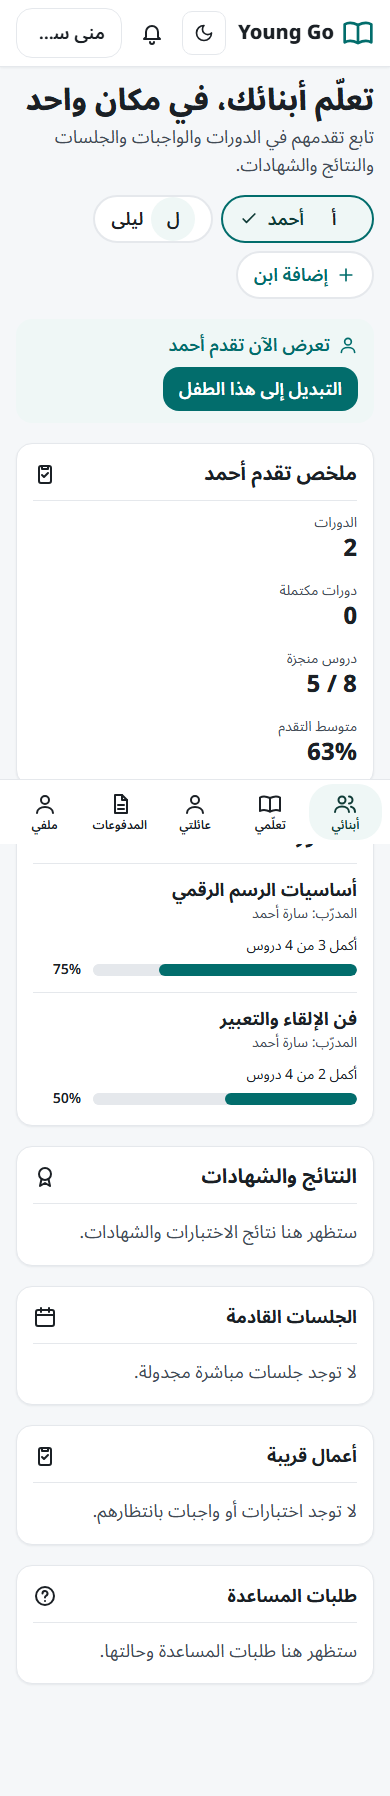 Young Go
منى سـ...
تعلّم أبنائك، في مكان واحد
تابع تقدمهم في الدورات والواجبات والجلسات
والنتائج والشهادات.
أ أحمد
ل ليلى
إضافة ابن
تعرض الآن تقدم أحمد
التبديل إلى هذا الطفل
ملخص تقدم أحمد
الدورات
2
دورات مكتملة
0
دروس منجزة
5 / 8
متوسط التقدم
63%
أبنائي
تعلّمي
عائلتي
المدفوعات
ملفي
أساسيات الرسم الرقمي
المدرّب: سارة أحمد
أكمل 3 من 4 دروس
75%
فن الإلقاء والتعبير
المدرّب: سارة أحمد
أكمل 2 من 4 دروس
50%
النتائج والشهادات
ستظهر هنا نتائج الاختبارات والشهادات.
الجلسات القادمة
لا توجد جلسات مباشرة مجدولة.
أعمال قريبة
لا توجد اختبارات أو واجبات بانتظارهم.
طلبات المساعدة
ستظهر هنا طلبات المساعدة وحالتها.